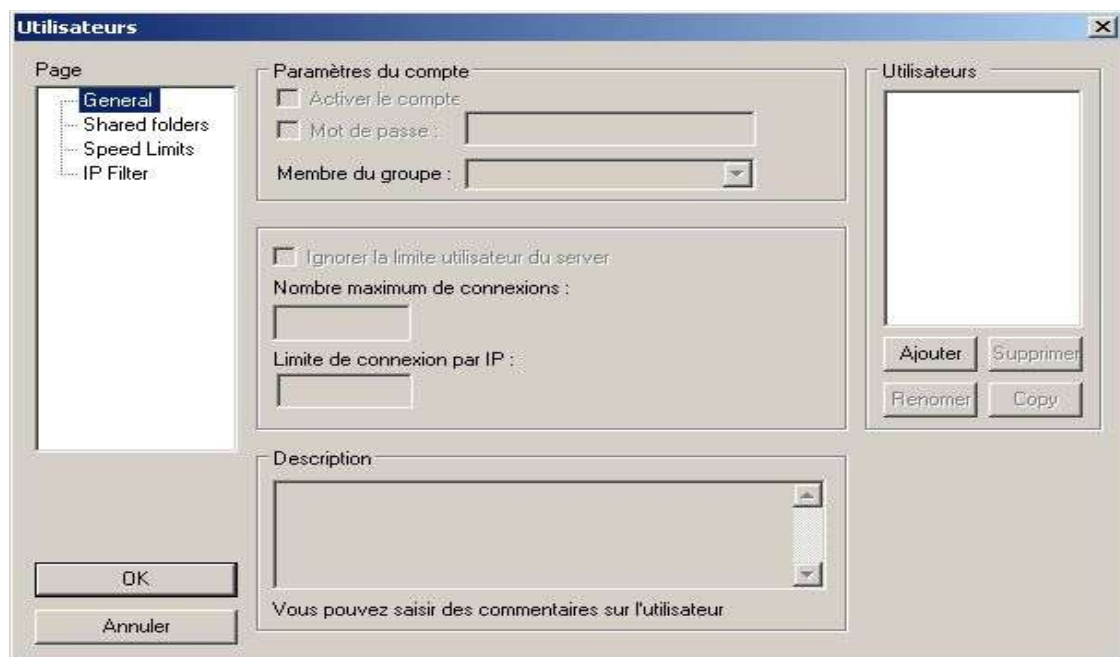 Utilisateurs
Page
General
Shared folders
Speed Limits
IP Filter
OK
Annuler
Paramètres du compte
Activer le compte
Mot de passe :
Membre du groupe :
Ignorer la limite utilisateur du server
Nombre maximum de connexions :
Limite de connexion par IP :
Description
Vous pouvez saisir des commentaires sur l'utilisateur
Utilisateurs
Ajouter Supprimer
Renomer Copy